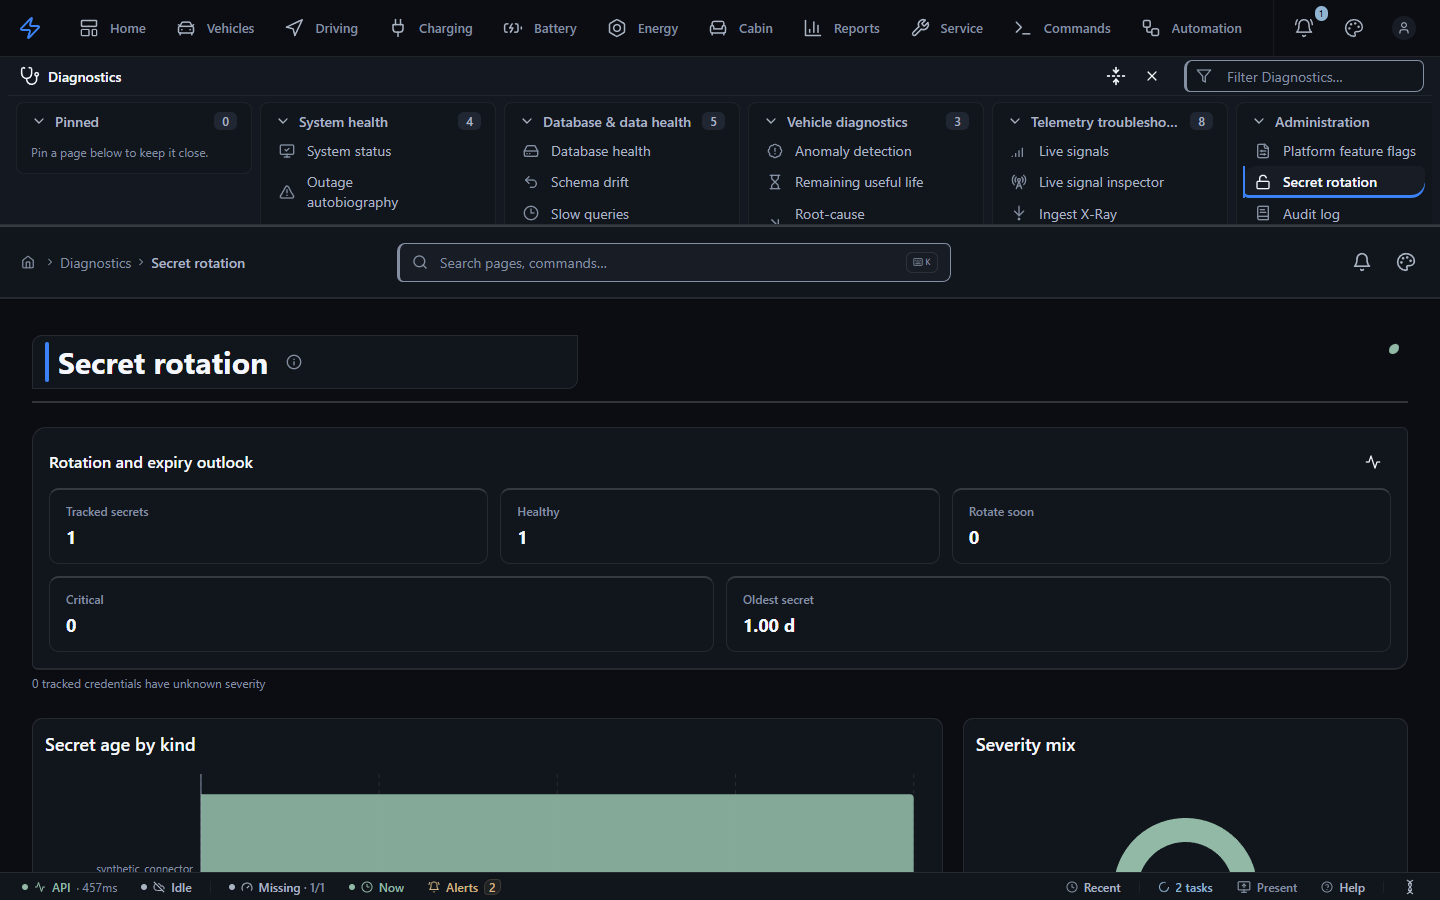 Home
Vehicles
Driving
Charging
Battery
Energy
Cabin
Reports
Service
Commands
Automation
1
Diagnostics
Filter Diagnostics...
Pinned 0
Pin a page below to keep it close.
System health 4
System status
Outage
autobiography
Database & data health 5
Database health
Schema drift
Slow queries
Vehicle diagnostics 3
Anomaly detection
Remaining useful life
Root-cause
Telemetry troublesho... 8
Live signals
Live signal inspector
Ingest X-Ray
Administration
Platform feature flags
Secret rotation
Audit log
Diagnostics
Secret rotation
Search pages, commands...
K
Secret rotation
Rotation and expiry outlook
Tracked secrets
1
Healthy
1
Rotate soon
0
Critical
0
Oldest secret
1.00 d
0 tracked credentials have unknown severity
Secret age by kind
synthetic_connector
Severity mix
API · 457ms
Idle
Missing · 1/1
Now
Alerts 2
Recent
2 tasks
Present
Help